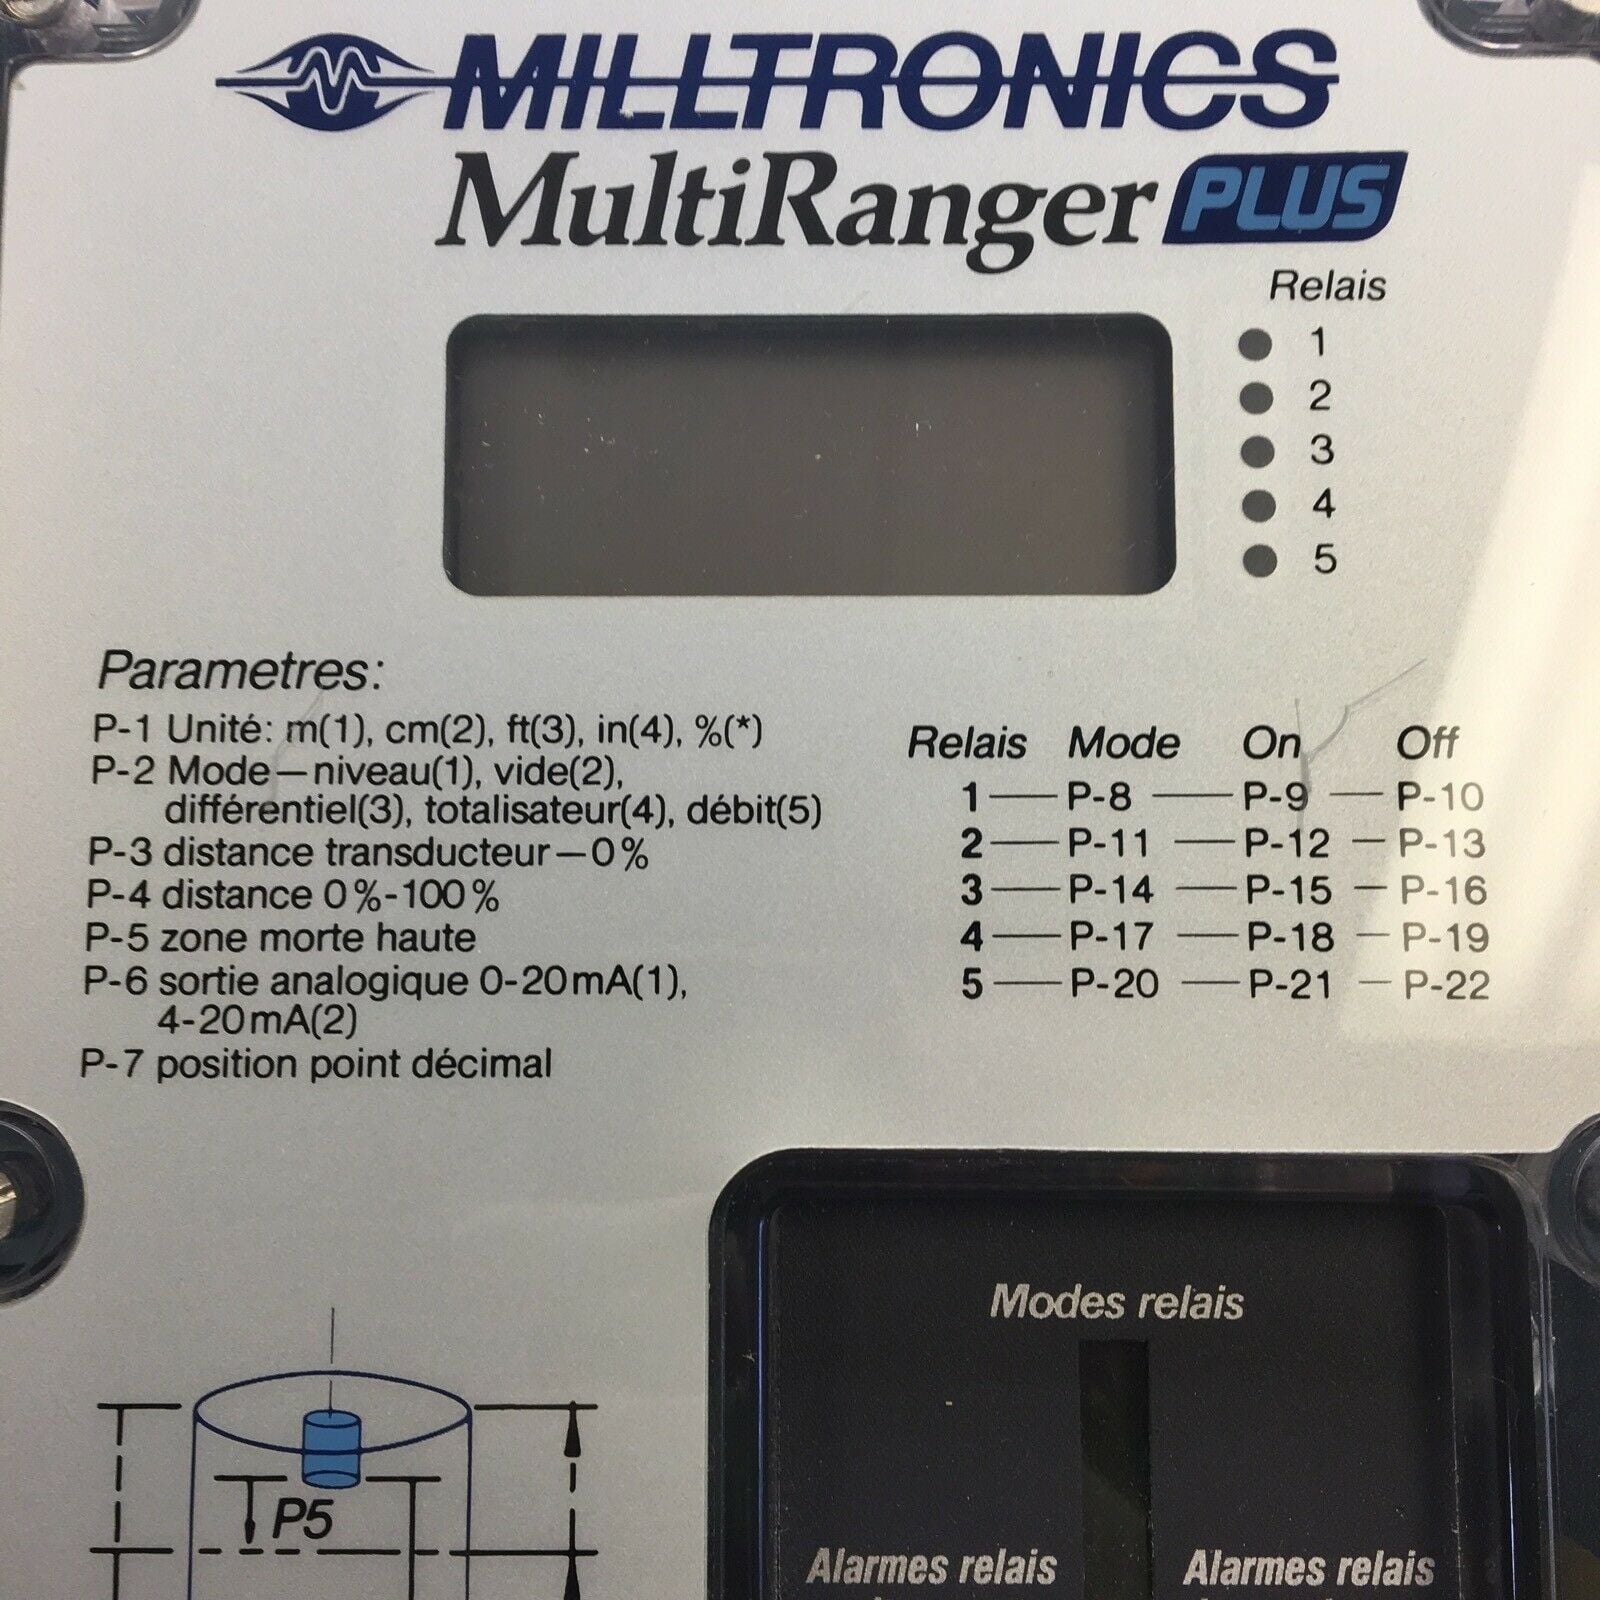 MILLTRONICS
MultiRanger PLUS
Relais
1
2
3
4
5
Parametres:
P-1 Unité: m(1), cm(2), ft(3), in(4), %(*)
P-2 Mode—niveau(1), vide(2),
différentiel(3), totalisateur(4), débit(5)
P-3 distance transducteur—0%
P-4 distance 0%-100%
P-5 zone morte haute
P-6 sortie analogique 0-20mA(1),
4-20mA(2)
P-7 position point décimal
Relais Mode On Off
1 — P-8 — P-9 — P-10
2 — P-11 — P-12 — P-13
3 — P-14 — P-15 — P-16
4 — P-17 — P-18 — P-19
5 — P-20 — P-21 — P-22
P5
Modes relais
Alarmes relais
Alarmes relais